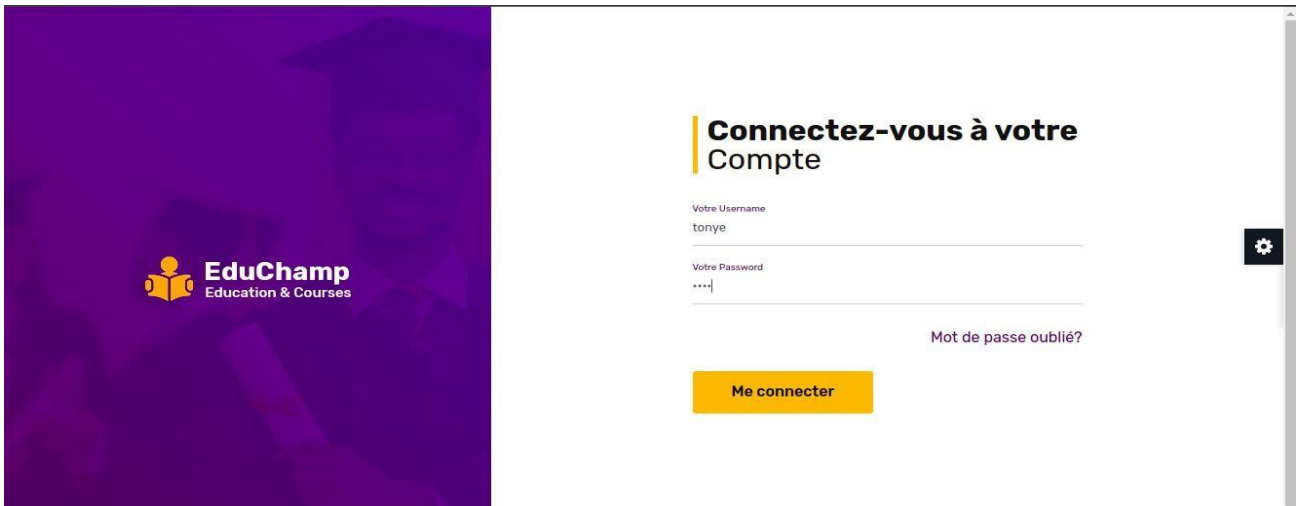 EduChamp
Education & Courses
Connectez-vous à votre
Compte
Votre Username
tonye
Votre Password
····
Mot de passe oublié?
Me connecter